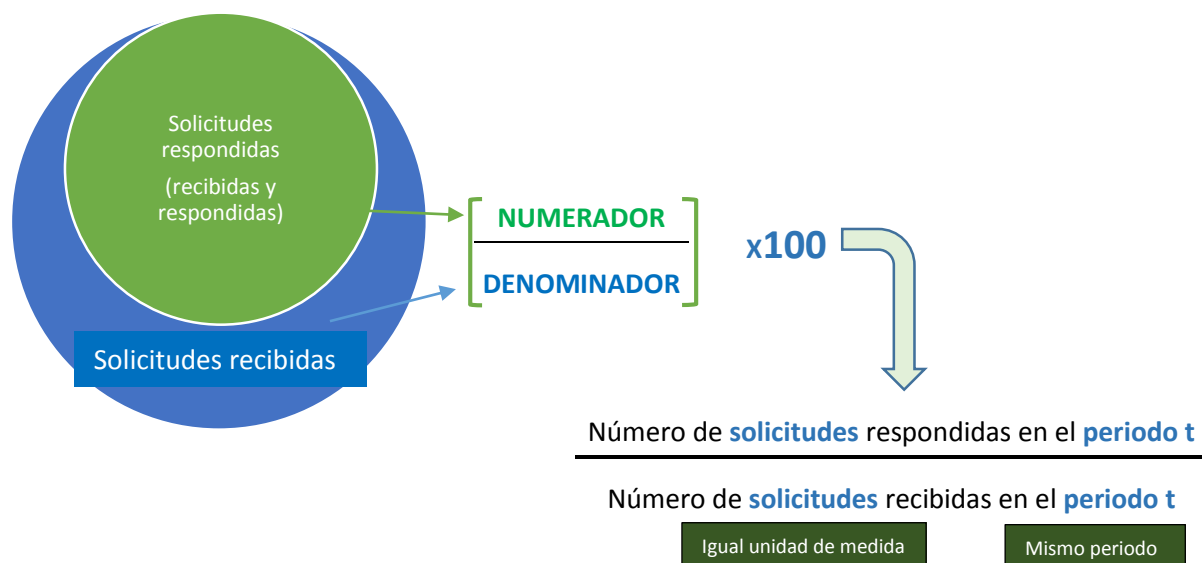 Solicitudes
respondidas
(recibidas y
respondidas)
Solicitudes recibidas
NUMERADOR
DENOMINADOR
x100
Número de solicitudes respondidas en el periodo t
Número de solicitudes recibidas en el periodo t
Igual unidad de medida
Mismo periodo